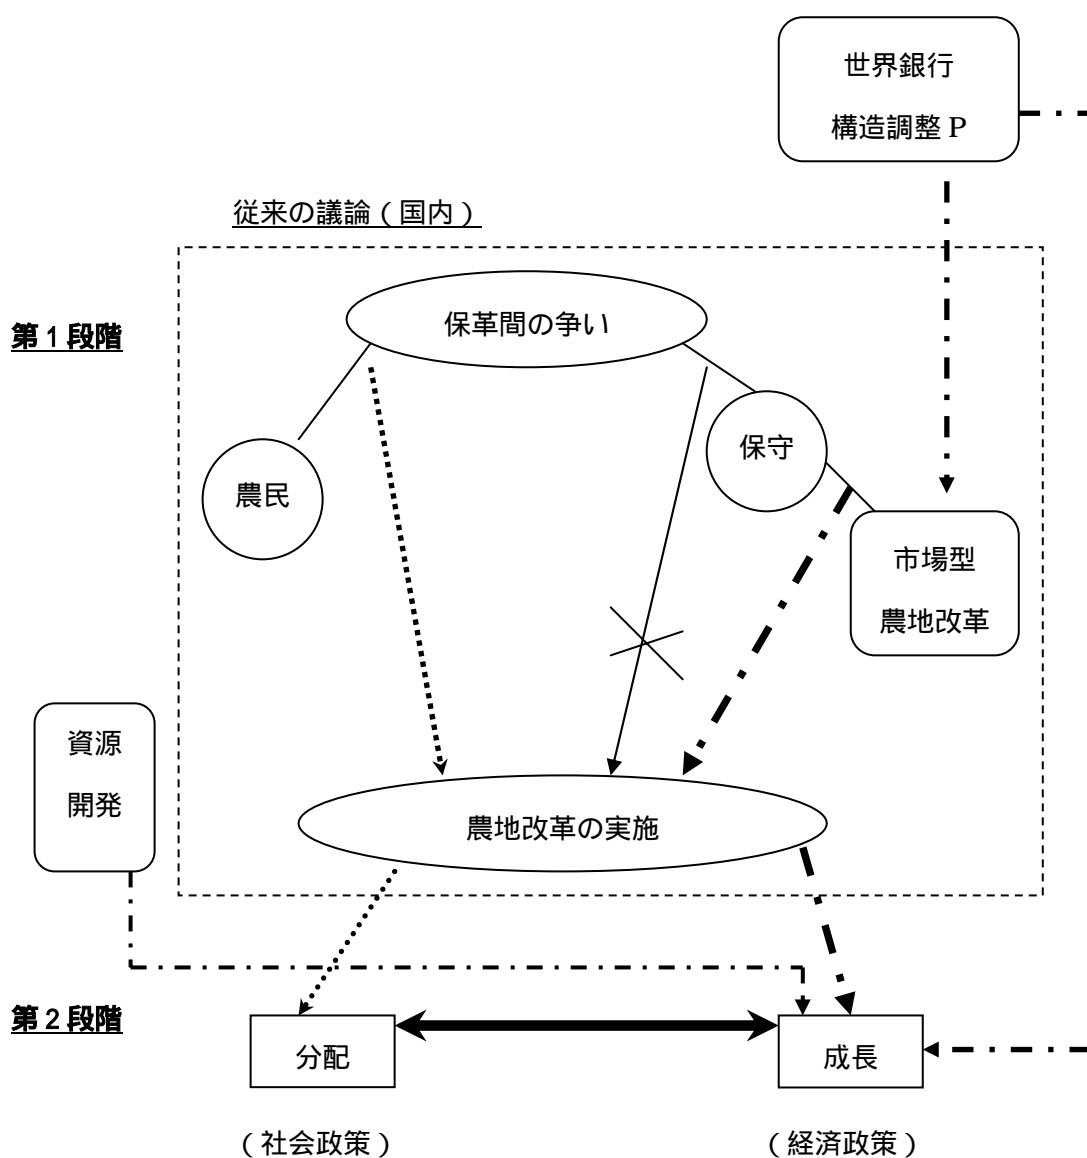 世界銀行
構造調整 P
従来の議論(国内)
第 1 段階
保革間の争い
保守
農民
市場型
農地改革
資源
開発
農地改革の実施
第 2 段階
分配
成長
(社会政策)
(経済政策)